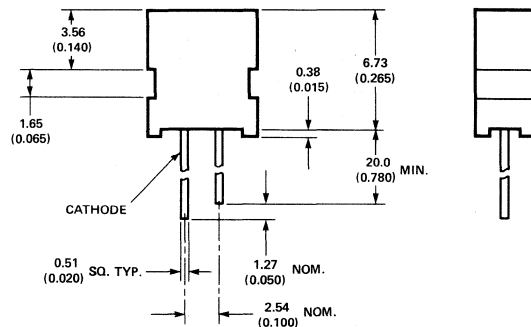 3.56
(0.140)
1.65
(0.065)
0.38
(0.015)
6.73
(0.265)
20.0
(0.780) MIN.
CATHODE
0.51
(0.020) SQ. TYP.
1.27
(0.050) NOM.
2.54
(0.100) NOM.